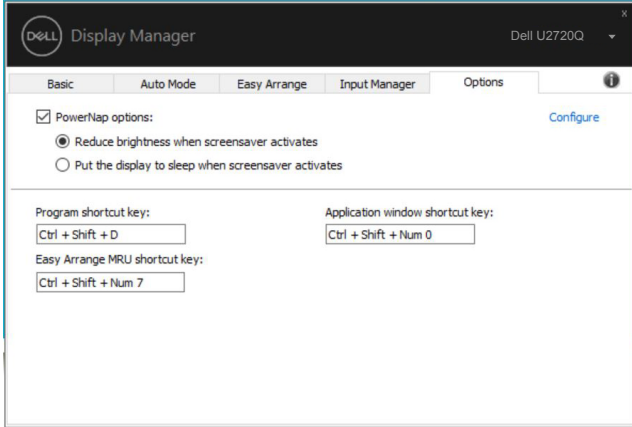 x
DELL Display Manager
Dell U2720Q
Basic Auto Mode Easy Arrange Input Manager Options
PowerNap options: Configure
Reduce brightness when screensaver activates
Put the display to sleep when screensaver activates
Program shortcut key: Application window shortcut key:
Ctrl + Shift + D Ctrl + Shift + Num 0
Easy Arrange MRU shortcut key:
Ctrl + Shift + Num 7